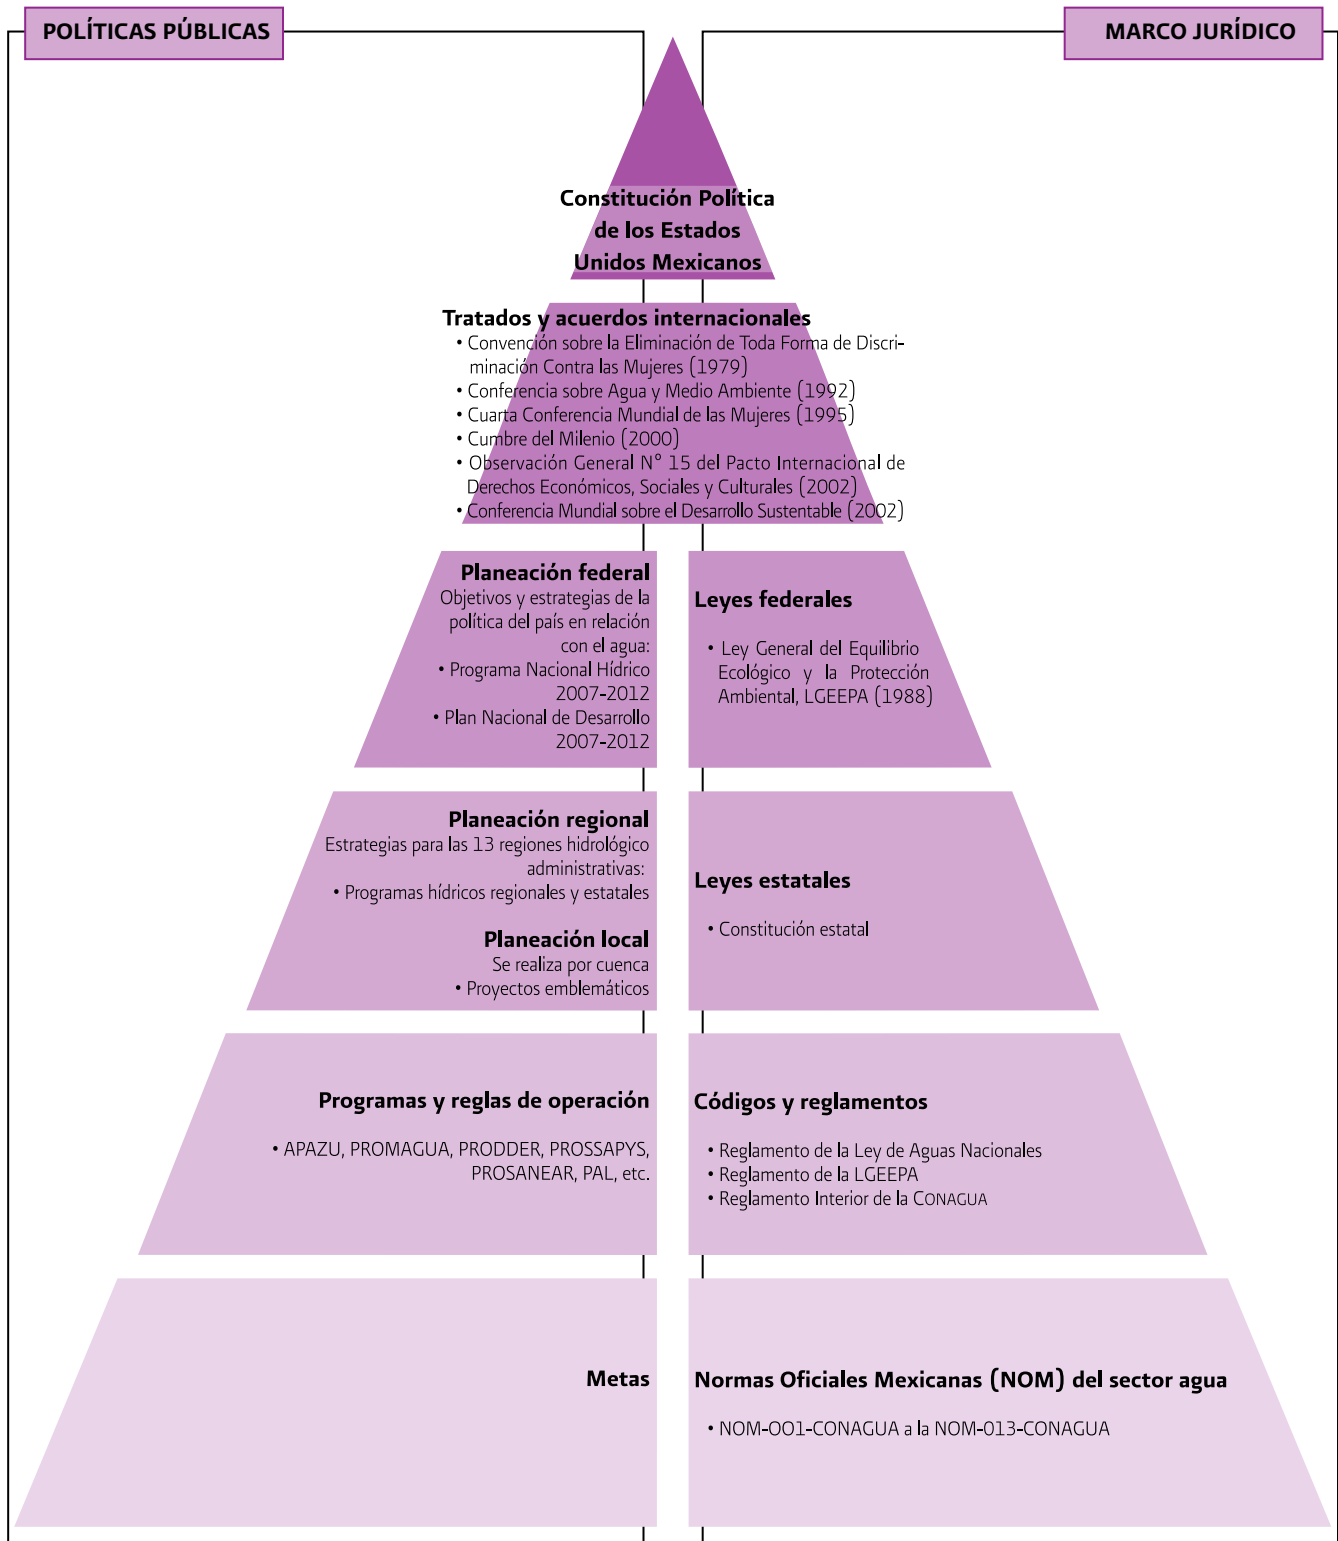 POLÍTICAS PÚBLICAS
MARCO JURÍDICO
Constitución Política
de los Estados
Unidos Mexicanos
Tratados y acuerdos internacionales
• Convención sobre la Eliminación de Toda Forma de Discri-
minación Contra las Mujeres (1979)
• Conferencia sobre Agua y Medio Ambiente (1992)
• Cuarta Conferencia Mundial de las Mujeres (1995)
• Cumbre del Milenio (2000)
• Observación General N° 15 del Pacto Internacional de
Derechos Económicos, Sociales y Culturales (2002)
• Conferencia Mundial sobre el Desarrollo Sustentable (2002)
Planeación federal
Objetivos y estrategias de la
política del país en relación
con el agua:
• Programa Nacional Hídrico
2007-2012
• Plan Nacional de Desarrollo
2007-2012
Leyes federales
• Ley General del Equilibrio
Ecológico y la Protección
Ambiental, LGEEPA (1988)
Planeación regional
Estrategias para las 13 regiones hidrológico
administrativas:
• Programas hídricos regionales y estatales
Planeación local
Se realiza por cuenca
• Proyectos emblemáticos
Leyes estatales
• Constitución estatal
Programas y reglas de operación
• APAZU, PROMAGUA, PRODDER, PROSSAPYS,
PROSANEAR, PAL, etc.
Códigos y reglamentos
• Reglamento de la Ley de Aguas Nacionales
• Reglamento de la LGEEPA
• Reglamento Interior de la CONAGUA
Metas
Normas Oficiales Mexicanas (NOM) del sector agua
• NOM-OO1-CONAGUA a la NOM-013-CONAGUA